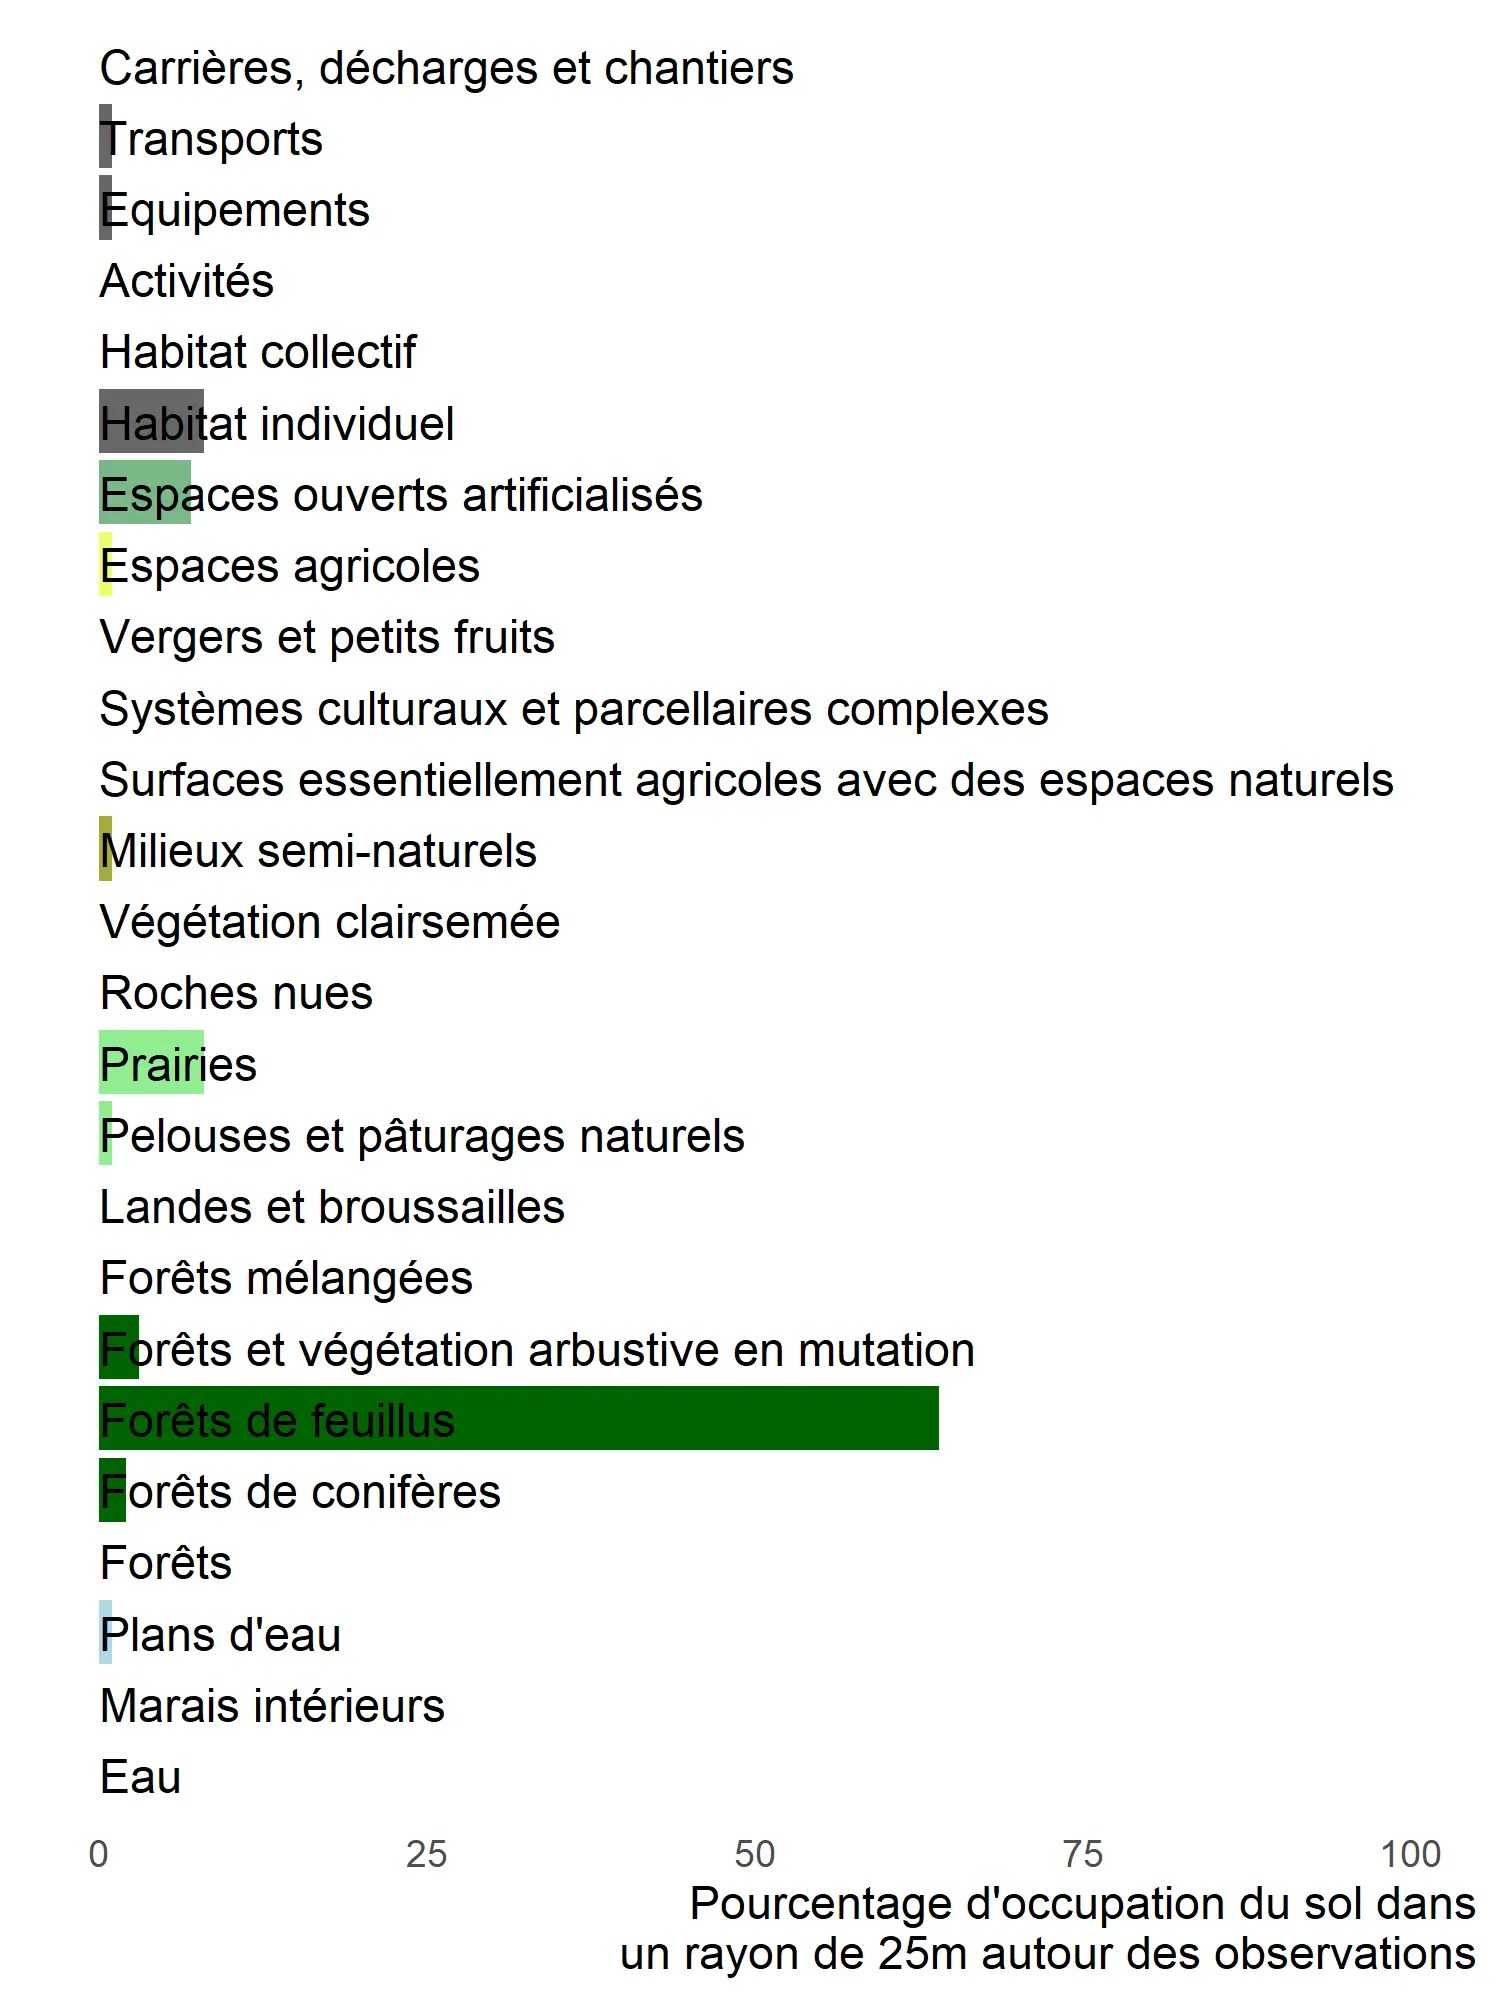 Carrières, décharges et chantiers
Transports
Equipements
Activités
Habitat collectif
Habitat individuel
Espaces ouverts artificialisés
Espaces agricoles
Vergers et petits fruits
Systèmes culturaux et parcellaires complexes
Surfaces essentiellement agricoles avec des espaces naturels
Milieux semi-naturels
Végétation clairsemée
Roches nues
Prairies
Pelouses et pâturages naturels
Landes et broussailles
Forêts mélangées
Forêts et végétation arbustive en mutation
Forêts de feuillus
Forêts de conifères
Forêts
Plans d'eau
Marais intérieurs
Eau
0 25 50 75 100
Pourcentage d'occupation du sol dans
un rayon de 25m autour des observations